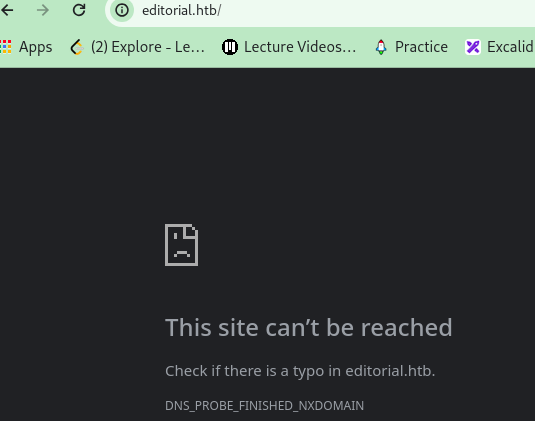 editorial.htb/
Apps (2) Explore - Le... Lecture Videos... Practice Excalid
This site can’t be reached
Check if there is a typo in editorial.htb.
DNS_PROBE_FINISHED_NXDOMAIN